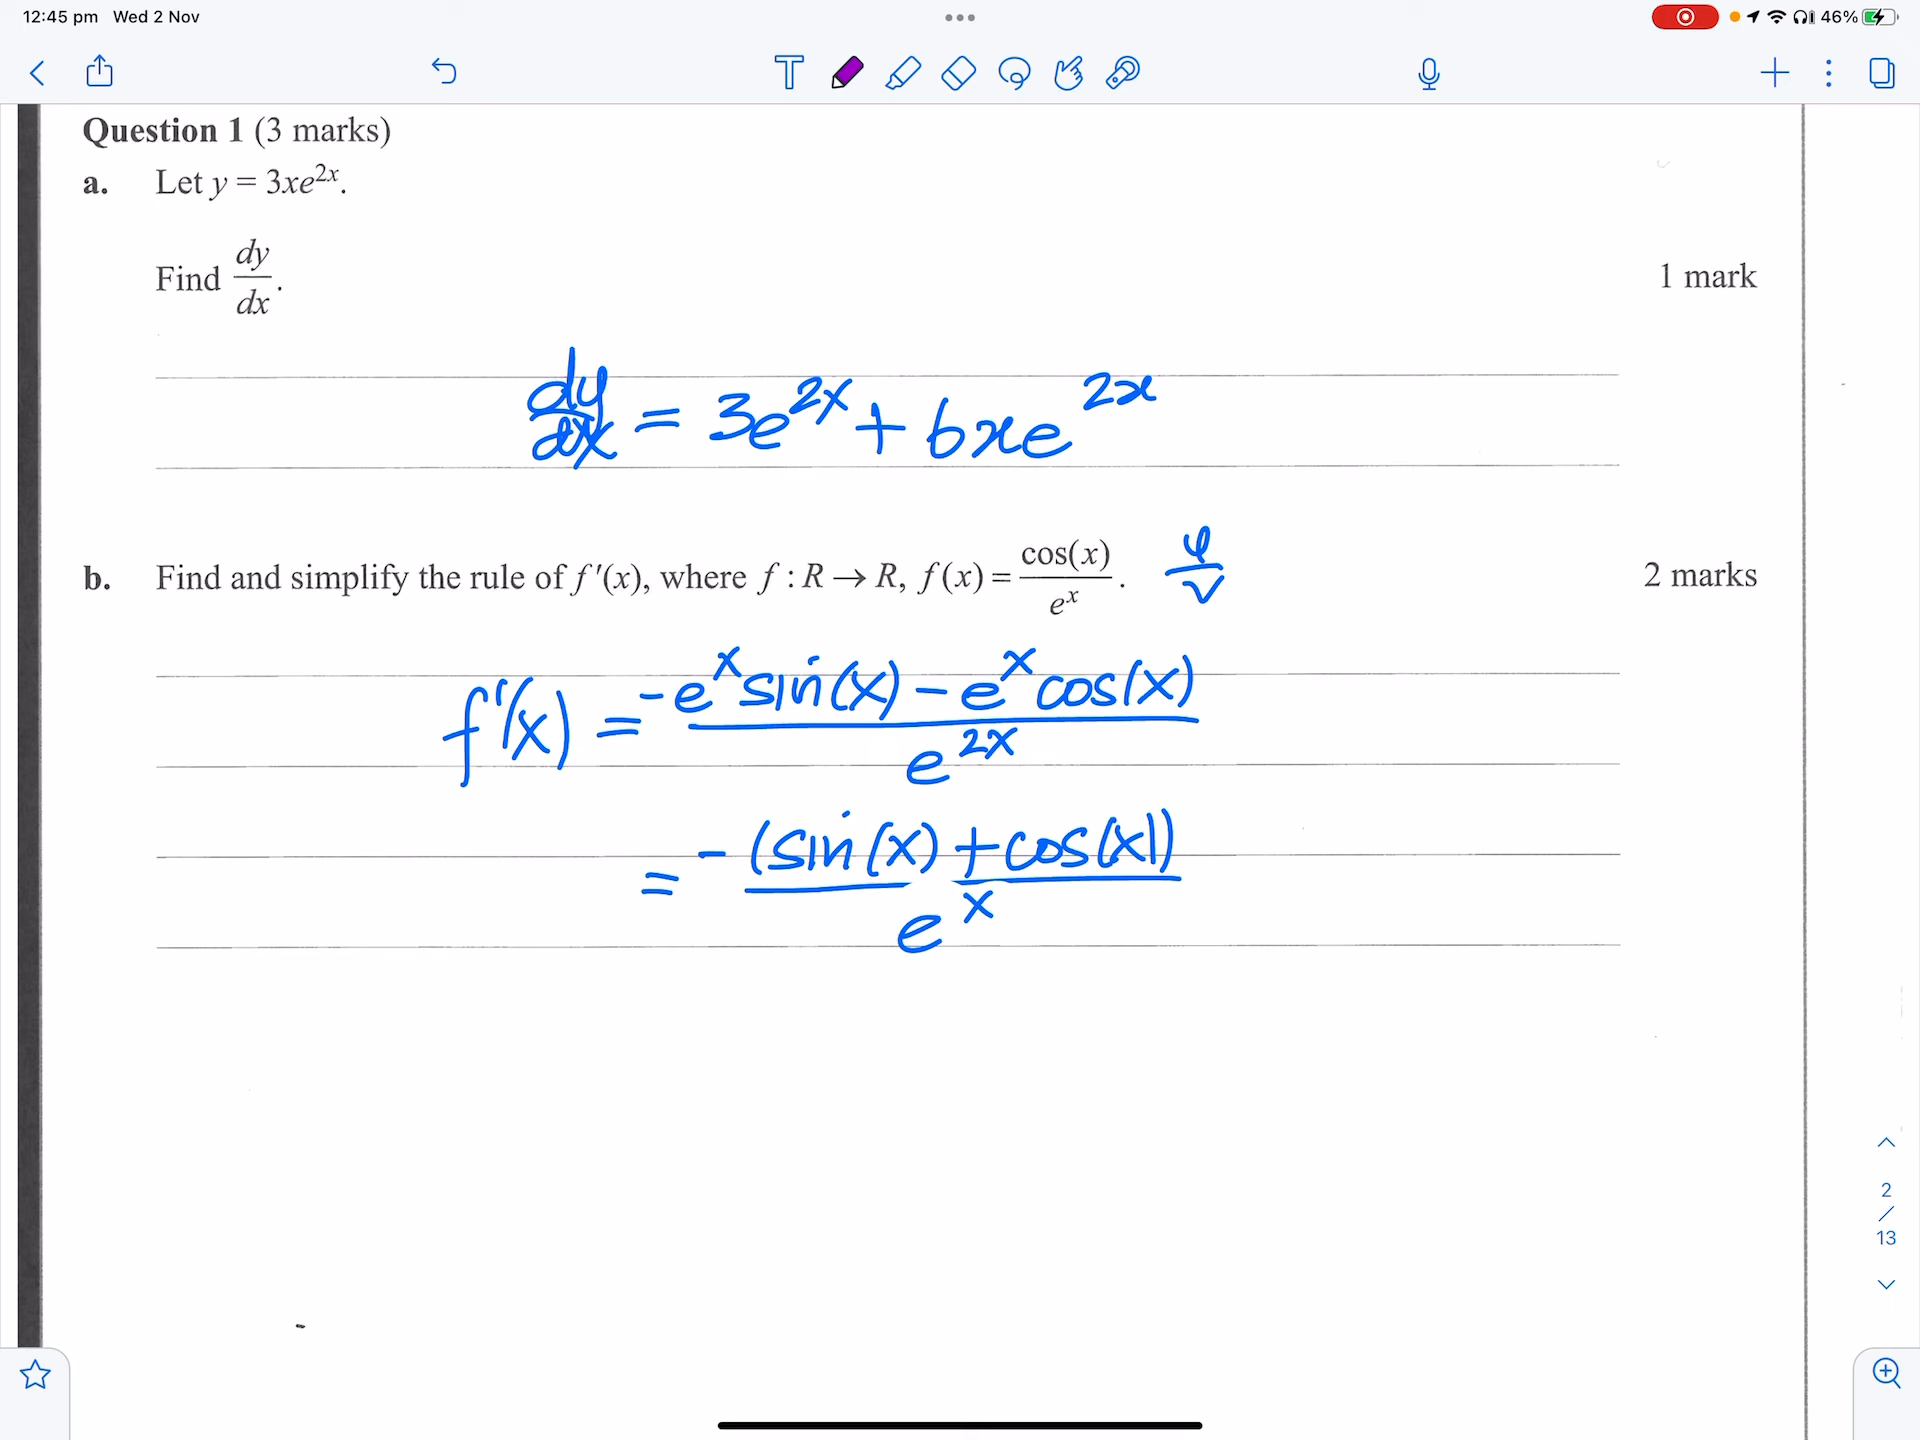 12:45 pm Wed 2 Nov
46%
Question 1 (3 marks)
a. Let y = 3xe^{2x}.
Find dy/dx. 1 mark
dy/dx = 3e^{2x} + 6xe^{2x}
b. Find and simplify the rule of f′(x), where f : R → R, f(x) = cos(x)/e^x. u/v 2 marks
f'(x) = -e^x sin(x) - e^x cos(x) / e^{2x}
= -(sin(x) + cos(x)) / e^x
2
/
13